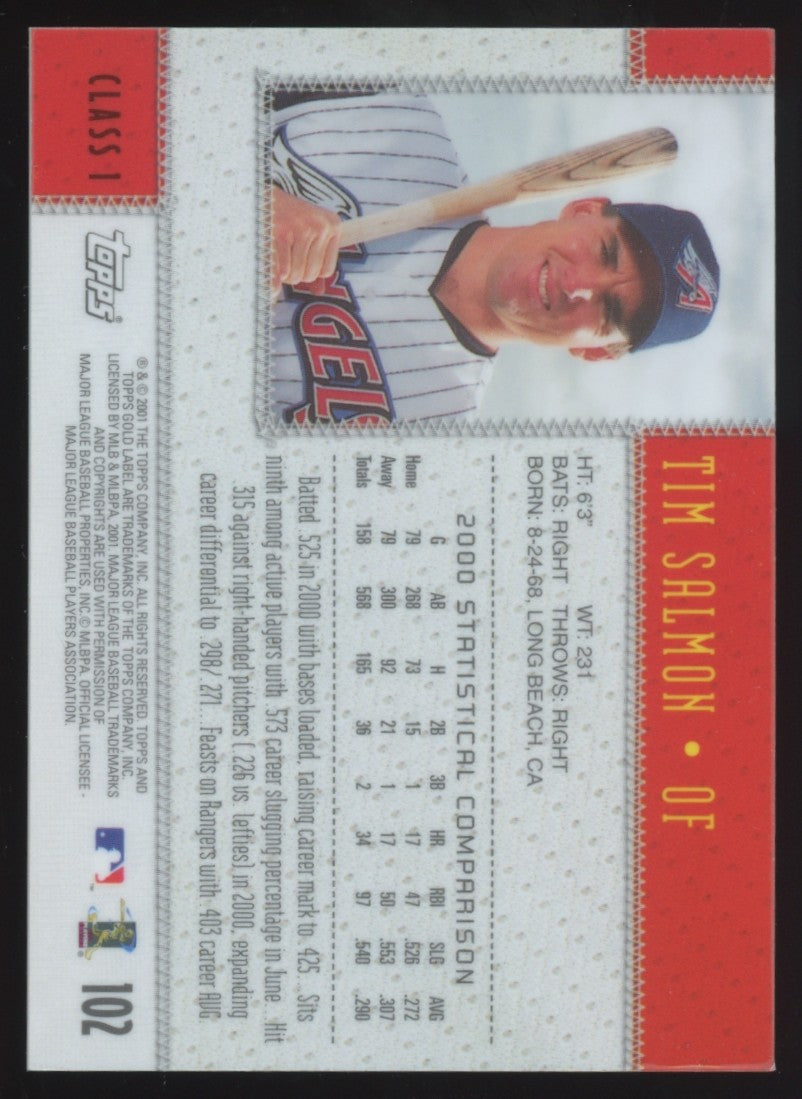 TIM SALMON • OF
A
ANGELS
HT: 6'3" WT: 231
BATS: RIGHT THROWS: RIGHT
BORN: 8-24-68, LONG BEACH, CA
2000 STATISTICAL COMPARISON
G AB H 2B 3B HR RBI SLG AVG
Home 79 268 73 15 1 17 47 .526 .272
Away 79 300 92 21 1 17 50 .553 .307
Totals 158 568 165 36 2 34 97 .540 .290
Batted .525 in 2000 with bases loaded, raising career mark to .425. Sits
ninth among active players with .573 career slugging percentage in June. Hit
.315 against right-handed pitchers (.226 vs. lefties) in 2000, expanding
career differential to .298/.271... Feasts on Rangers with .403 career AVG.
CLASS 1
topps®
® & © 2001 THE TOPPS COMPANY, INC. ALL RIGHTS RESERVED. TOPPS AND
TOPPS GOLD LABEL ARE TRADEMARKS OF THE TOPPS COMPANY, INC.
LICENSED BY MLB & MLBPA, 2001. MAJOR LEAGUE BASEBALL TRADEMARKS
AND COPYRIGHTS ARE USED WITH PERMISSION OF
MAJOR LEAGUE BASEBALL PROPERTIES, INC.© MLBPA. OFFICIAL LICENSEE -
MAJOR LEAGUE BASEBALL PLAYERS ASSOCIATION.
102